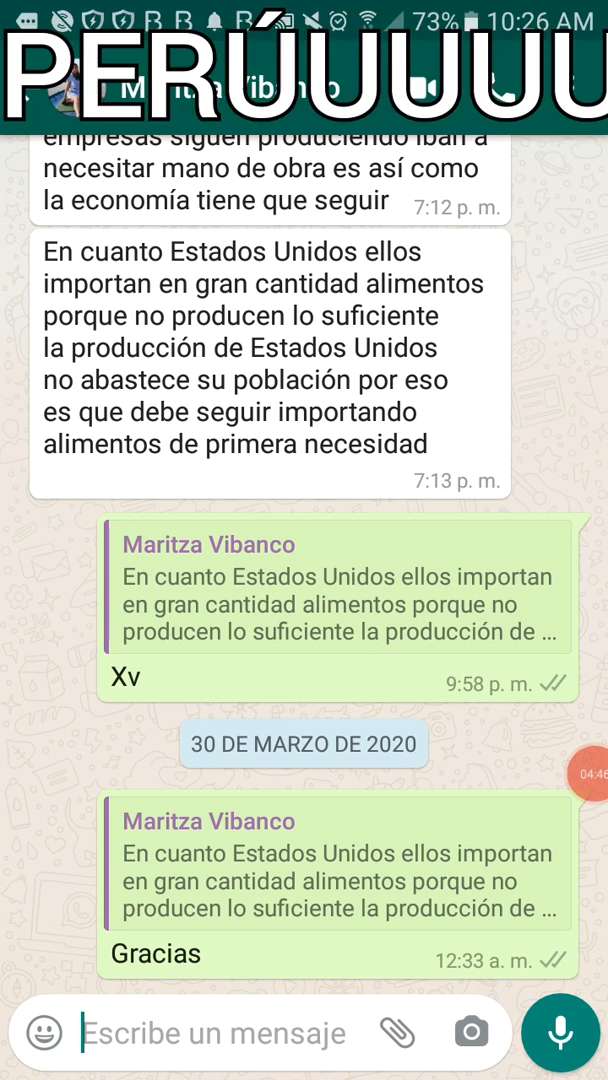 73% 10:26 AM
PERÚUUUU
empresas siguen produciendo iban a
necesitar mano de obra es así como
la economía tiene que seguir
7:12 p. m.
En cuanto Estados Unidos ellos
importan en gran cantidad alimentos
porque no producen lo suficiente
la producción de Estados Unidos
no abastece su población por eso
es que debe seguir importando
alimentos de primera necesidad
7:13 p. m.
Maritza Vibanco
En cuanto Estados Unidos ellos importan
en gran cantidad alimentos porque no
producen lo suficiente la producción de ...
Xv
9:58 p. m.
30 DE MARZO DE 2020
04:46
Maritza Vibanco
En cuanto Estados Unidos ellos importan
en gran cantidad alimentos porque no
producen lo suficiente la producción de ...
Gracias
12:33 a. m.
Escribe un mensaje